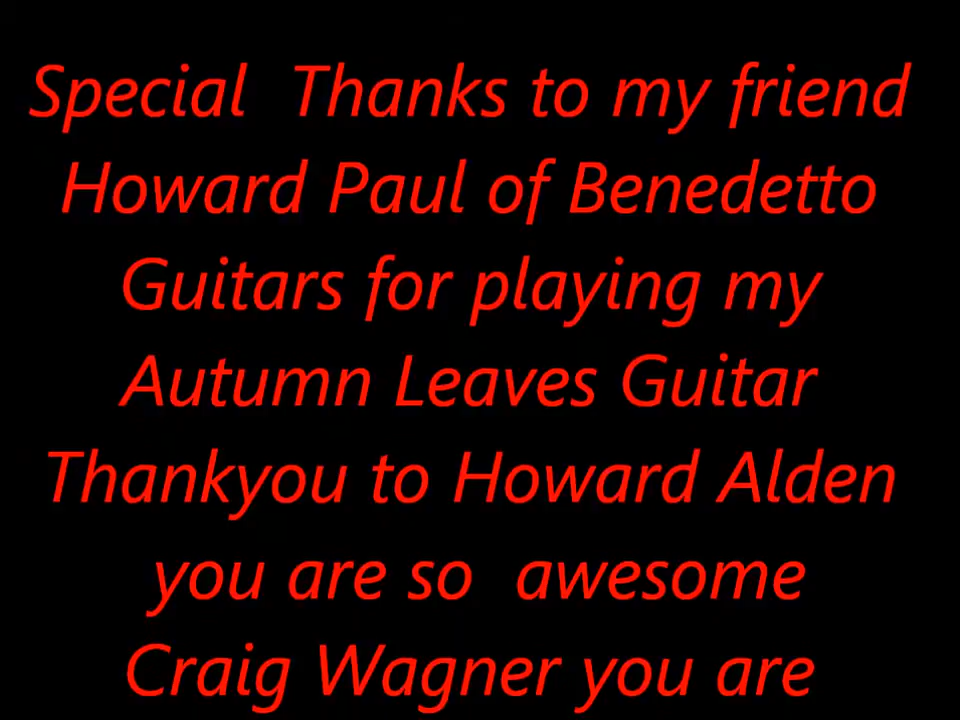 Special  Thanks to my friend
Howard Paul of Benedetto
Guitars for playing my
Autumn Leaves Guitar
Thankyou to Howard Alden
you are so  awesome
Craig Wagner you are